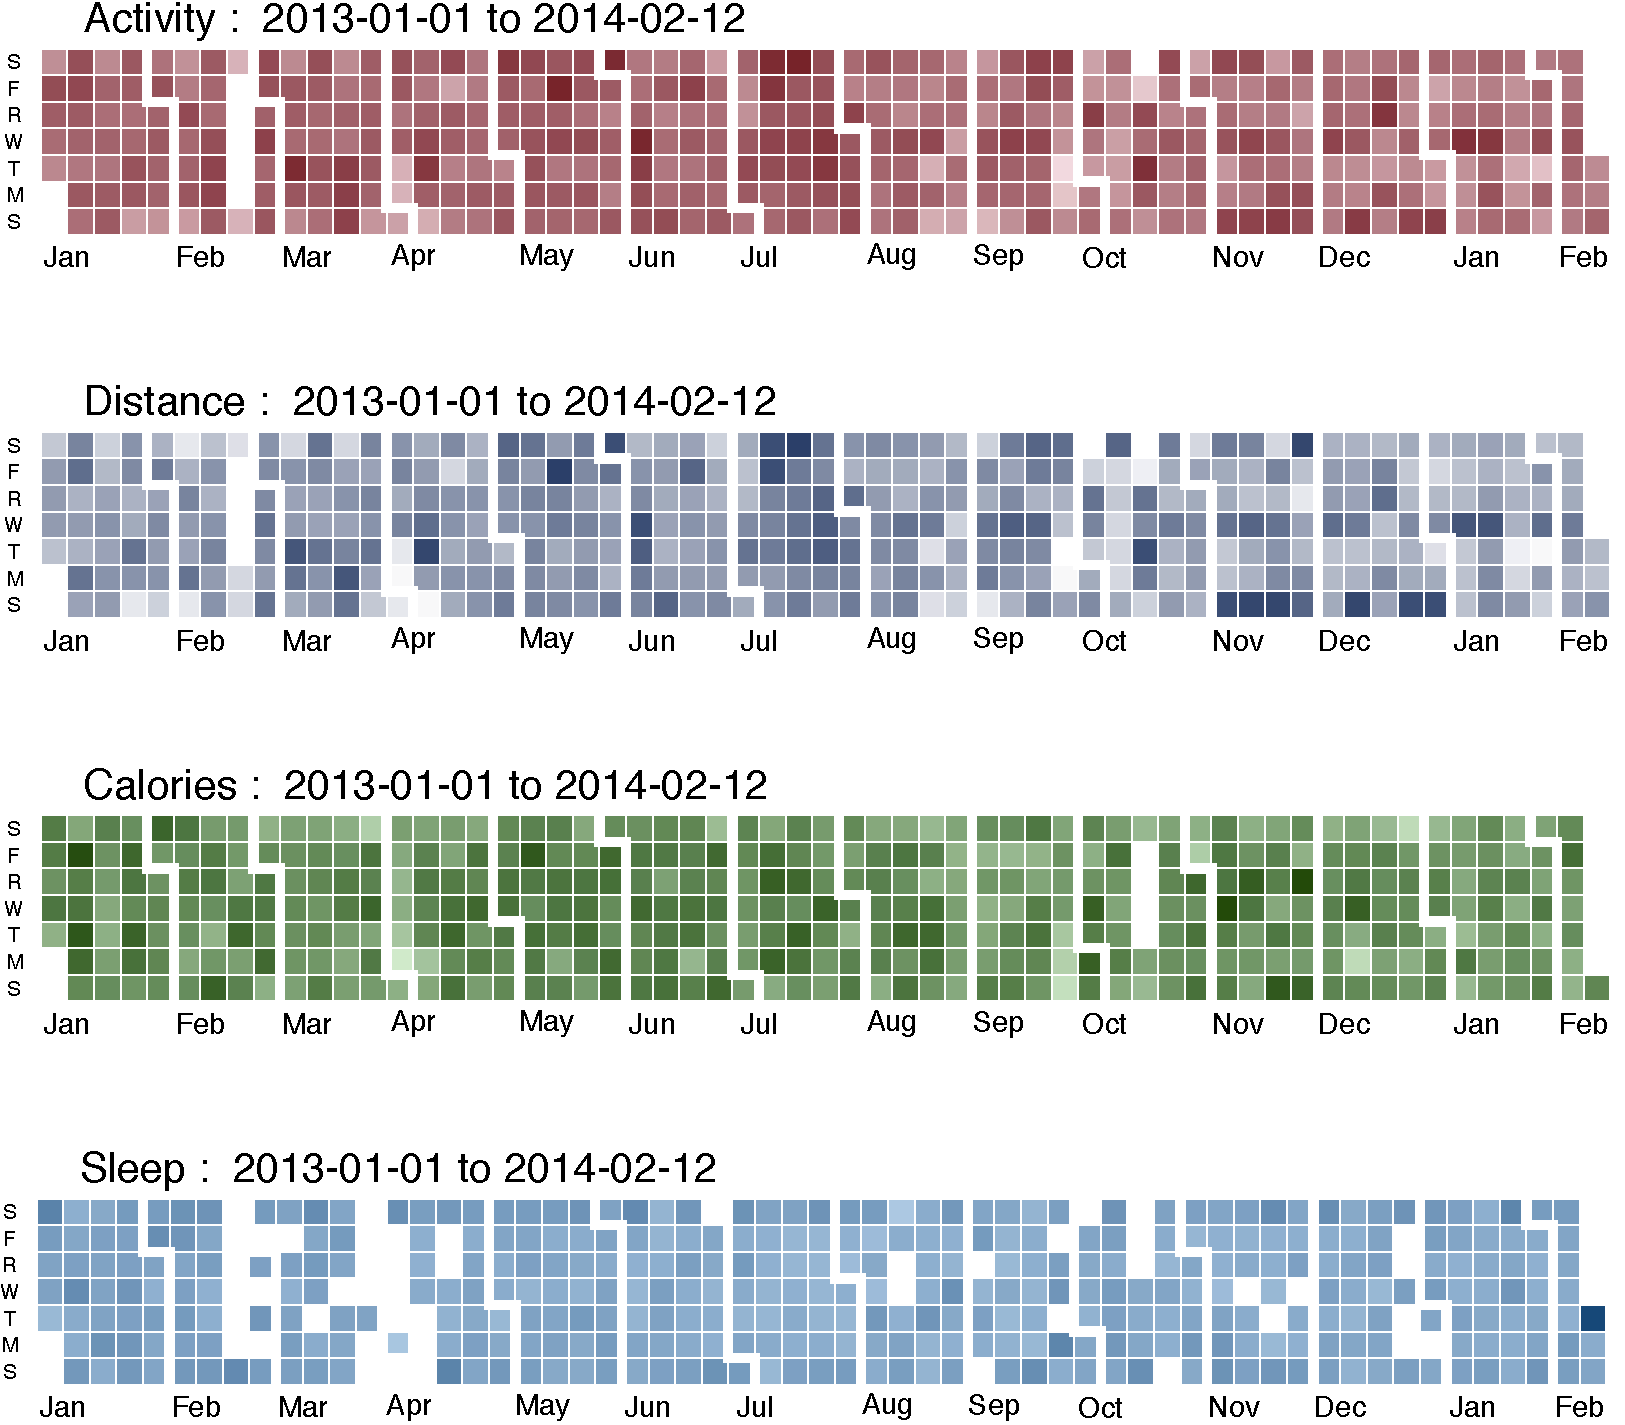 Activity : 2013-01-01 to 2014-02-12
S
F
R
W
T
M
S
Jan Feb Mar Apr May Jun Jul Aug Sep Oct Nov Dec Jan Feb
Distance : 2013-01-01 to 2014-02-12
S
F
R
W
T
M
S
Jan Feb Mar Apr May Jun Jul Aug Sep Oct Nov Dec Jan Feb
Calories : 2013-01-01 to 2014-02-12
S
F
R
W
T
M
S
Jan Feb Mar Apr May Jun Jul Aug Sep Oct Nov Dec Jan Feb
Sleep : 2013-01-01 to 2014-02-12
S
F
R
W
T
M
S
Jan Feb Mar Apr May Jun Jul Aug Sep Oct Nov Dec Jan Feb